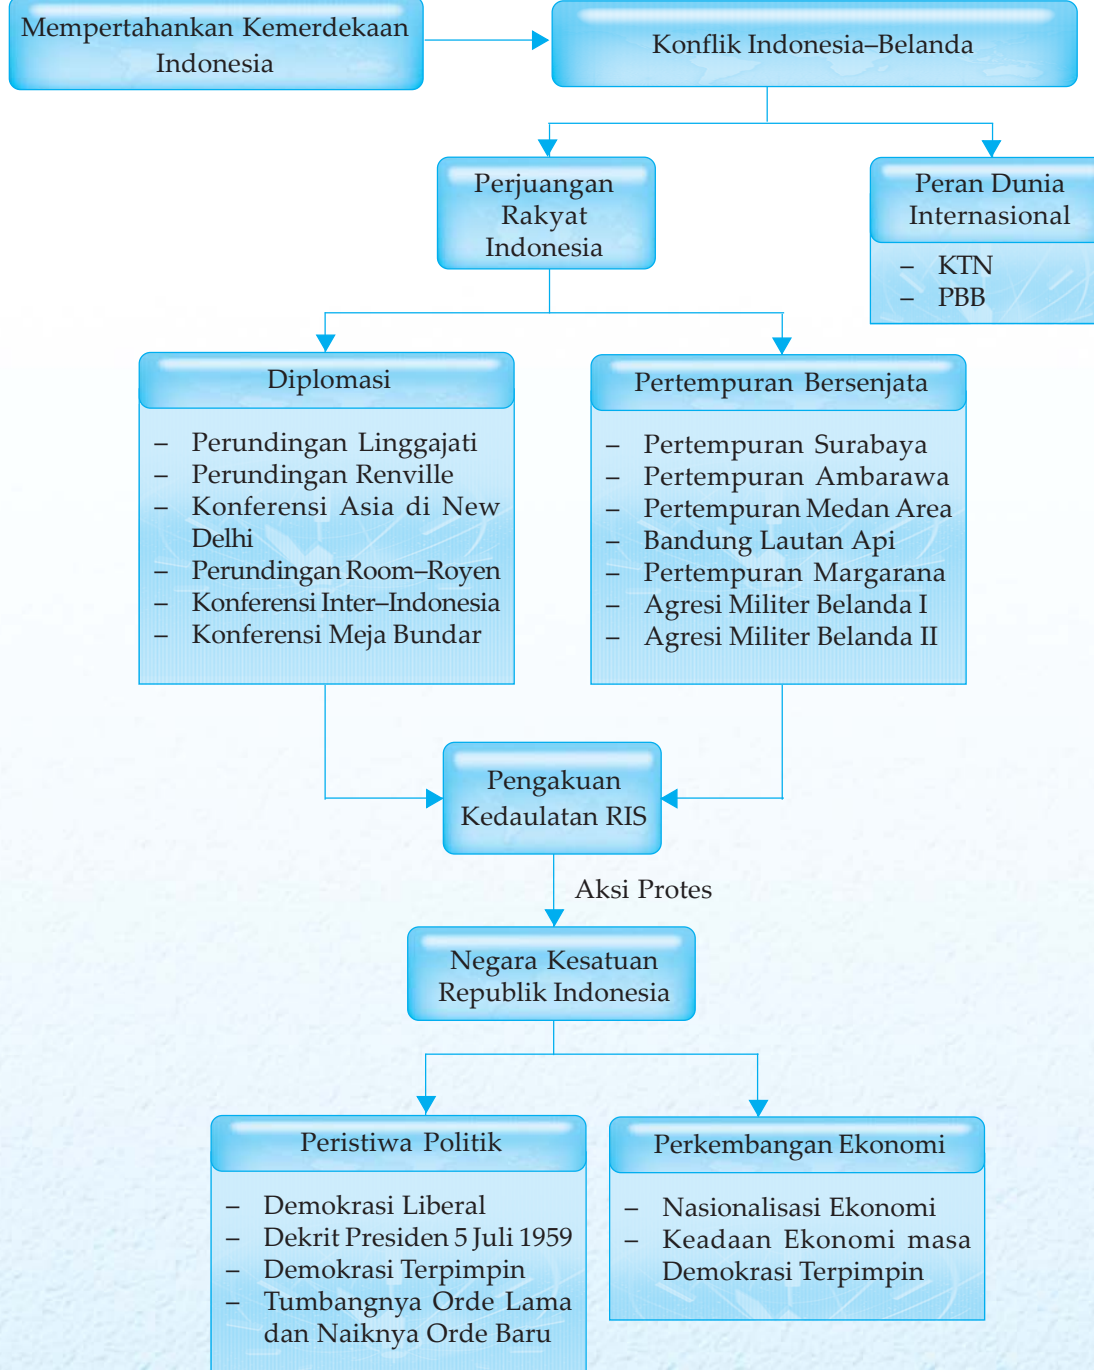 Mempertahankan Kemerdekaan
Indonesia
Konflik Indonesia–Belanda
Perjuangan
Rakyat
Indonesia
Peran Dunia
Internasional
– KTN
– PBB
Diplomasi
– Perundingan Linggajati
– Perundingan Renville
– Konferensi Asia di New
Delhi
– Perundingan Room–Royen
– Konferensi Inter–Indonesia
– Konferensi Meja Bundar
Pertempuran Bersenjata
– Pertempuran Surabaya
– Pertempuran Ambarawa
– Pertempuran Medan Area
– Bandung Lautan Api
– Pertempuran Margarana
– Agresi Militer Belanda I
– Agresi Militer Belanda II
Pengakuan
Kedaulatan RIS
Aksi Protes
Negara Kesatuan
Republik Indonesia
Peristiwa Politik
– Demokrasi Liberal
– Dekrit Presiden 5 Juli 1959
– Demokrasi Terpimpin
– Tumbangnya Orde Lama
dan Naiknya Orde Baru
Perkembangan Ekonomi
– Nasionalisasi Ekonomi
– Keadaan Ekonomi masa
Demokrasi Terpimpin